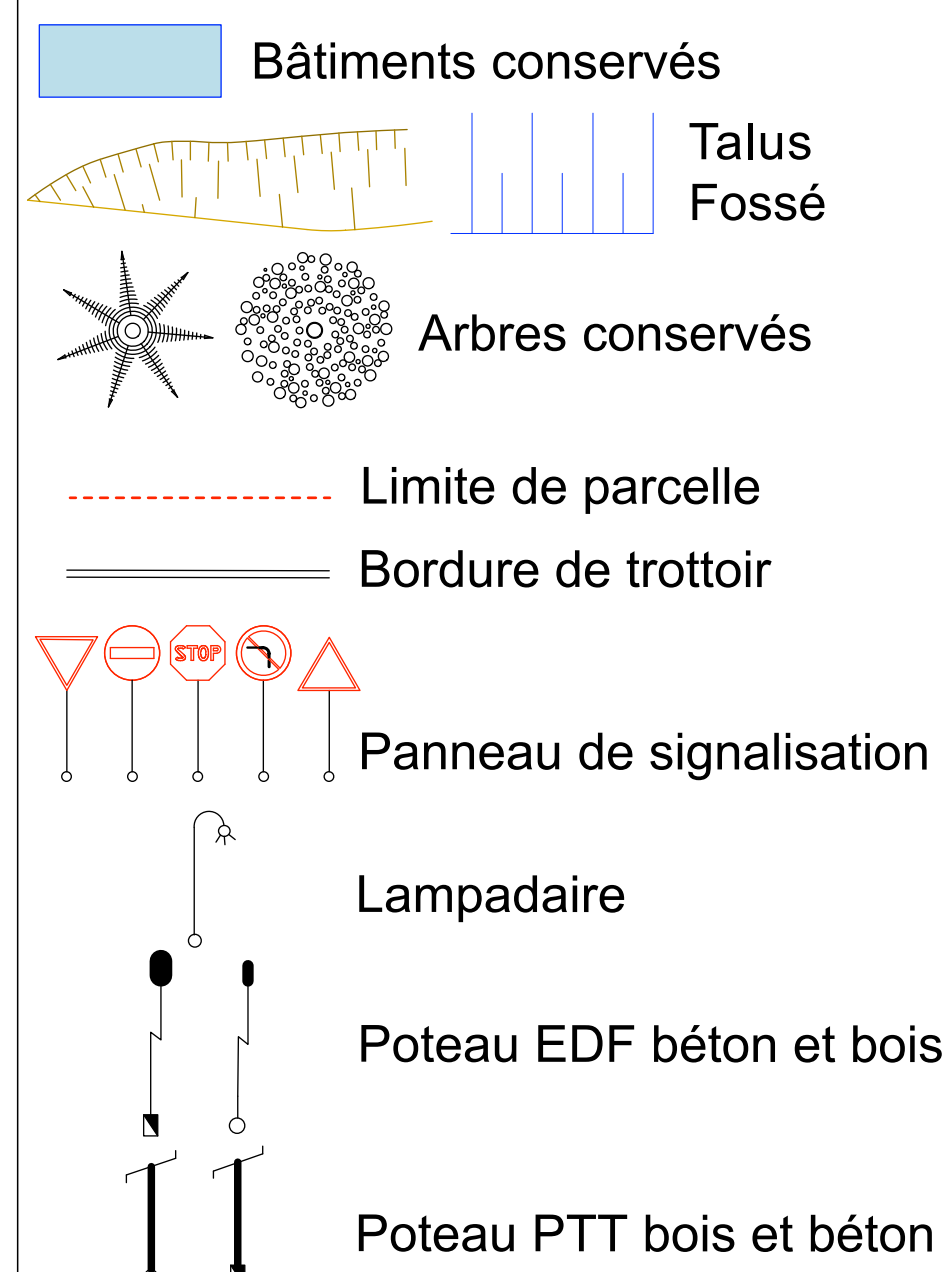 Bâtiments conservés
Talus
Fossé
Arbres conservés
Limite de parcelle
Bordure de trottoir
STOP
Panneau de signalisation
Lampadaire
Poteau EDF béton et bois
Poteau PTT bois et béton